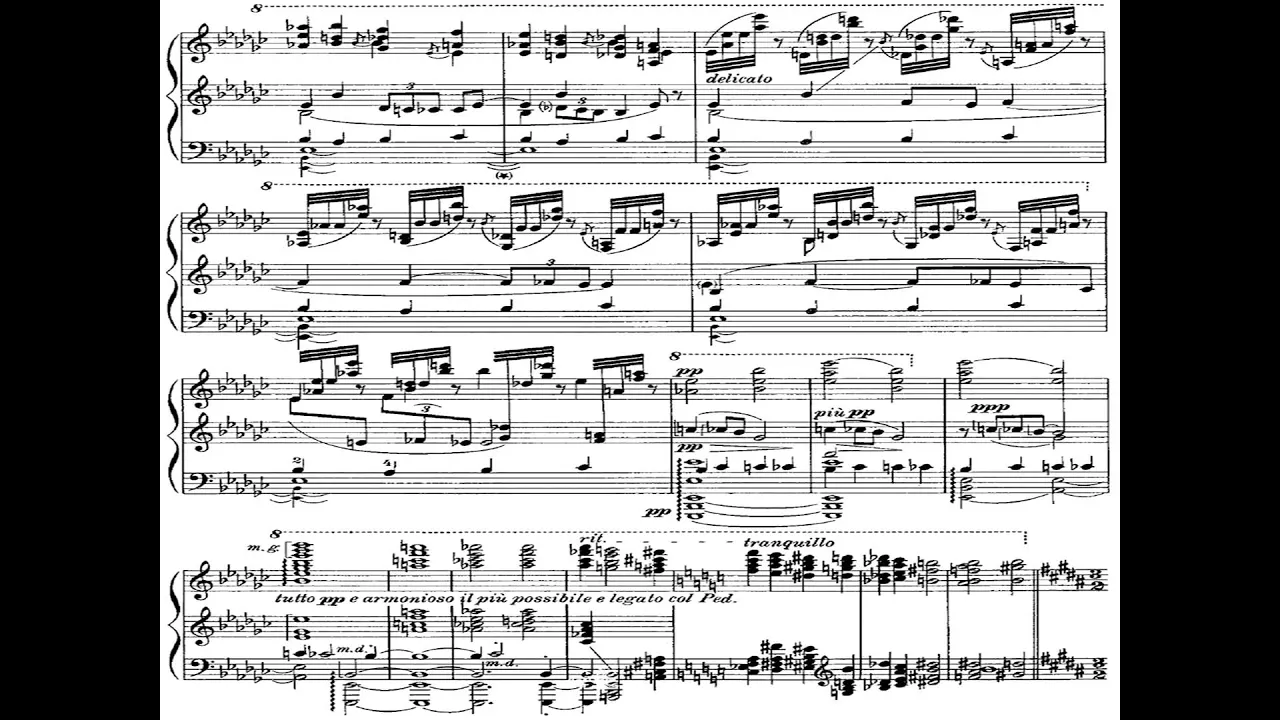 8
3
(*)
3
delicato
8
3
3
2 4
8
pp
più pp
ppp
pp
pp
8
m.g.
rit.
tranquillo
tutto pp e armonioso il più possibile e legato col Ped.
m.d.
m.d.